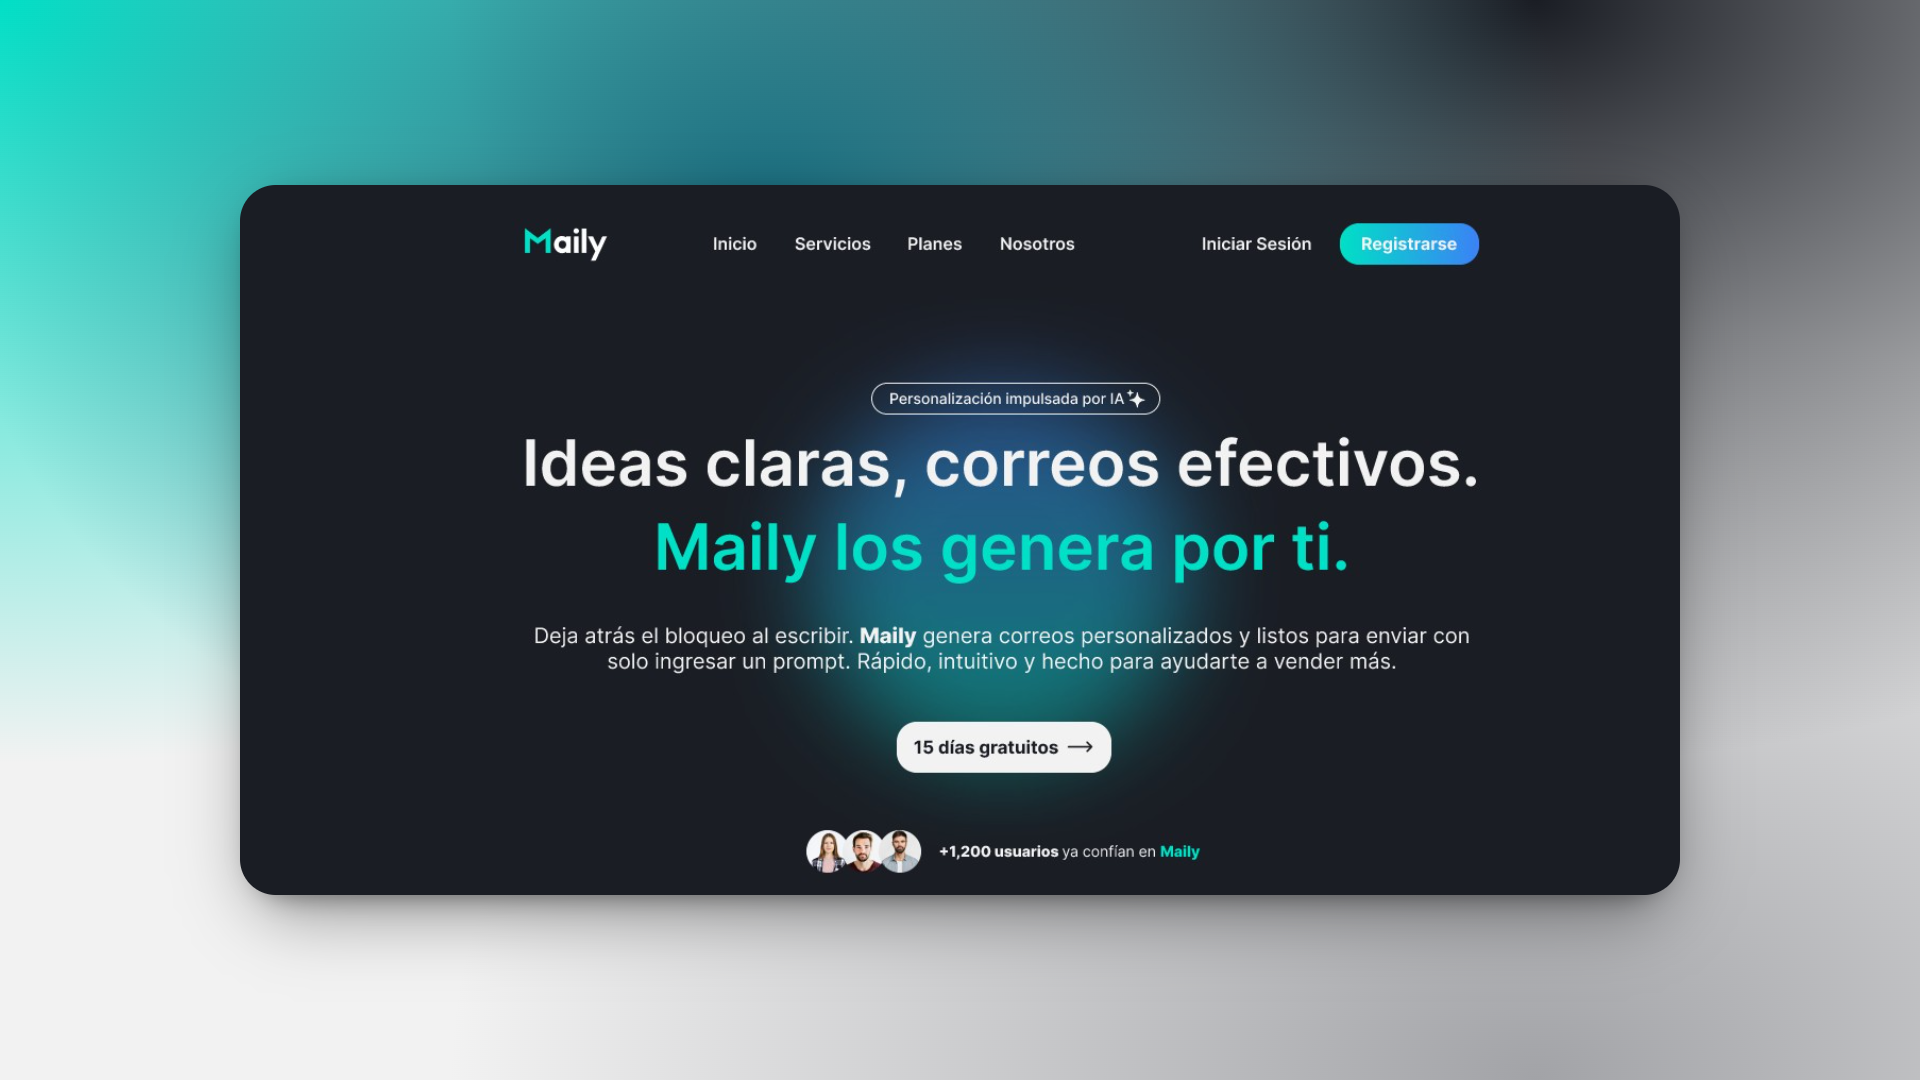 Maily
Inicio
Servicios
Planes
Nosotros
Iniciar Sesión
Registrarse
Personalización impulsada por IA
Ideas claras, correos efectivos.
Maily los genera por ti.
Deja atrás el bloqueo al escribir. Maily genera correos personalizados y listos para enviar con
solo ingresar un prompt. Rápido, intuitivo y hecho para ayudarte a vender más.
15 días gratuitos
+1,200 usuarios ya confían en Maily